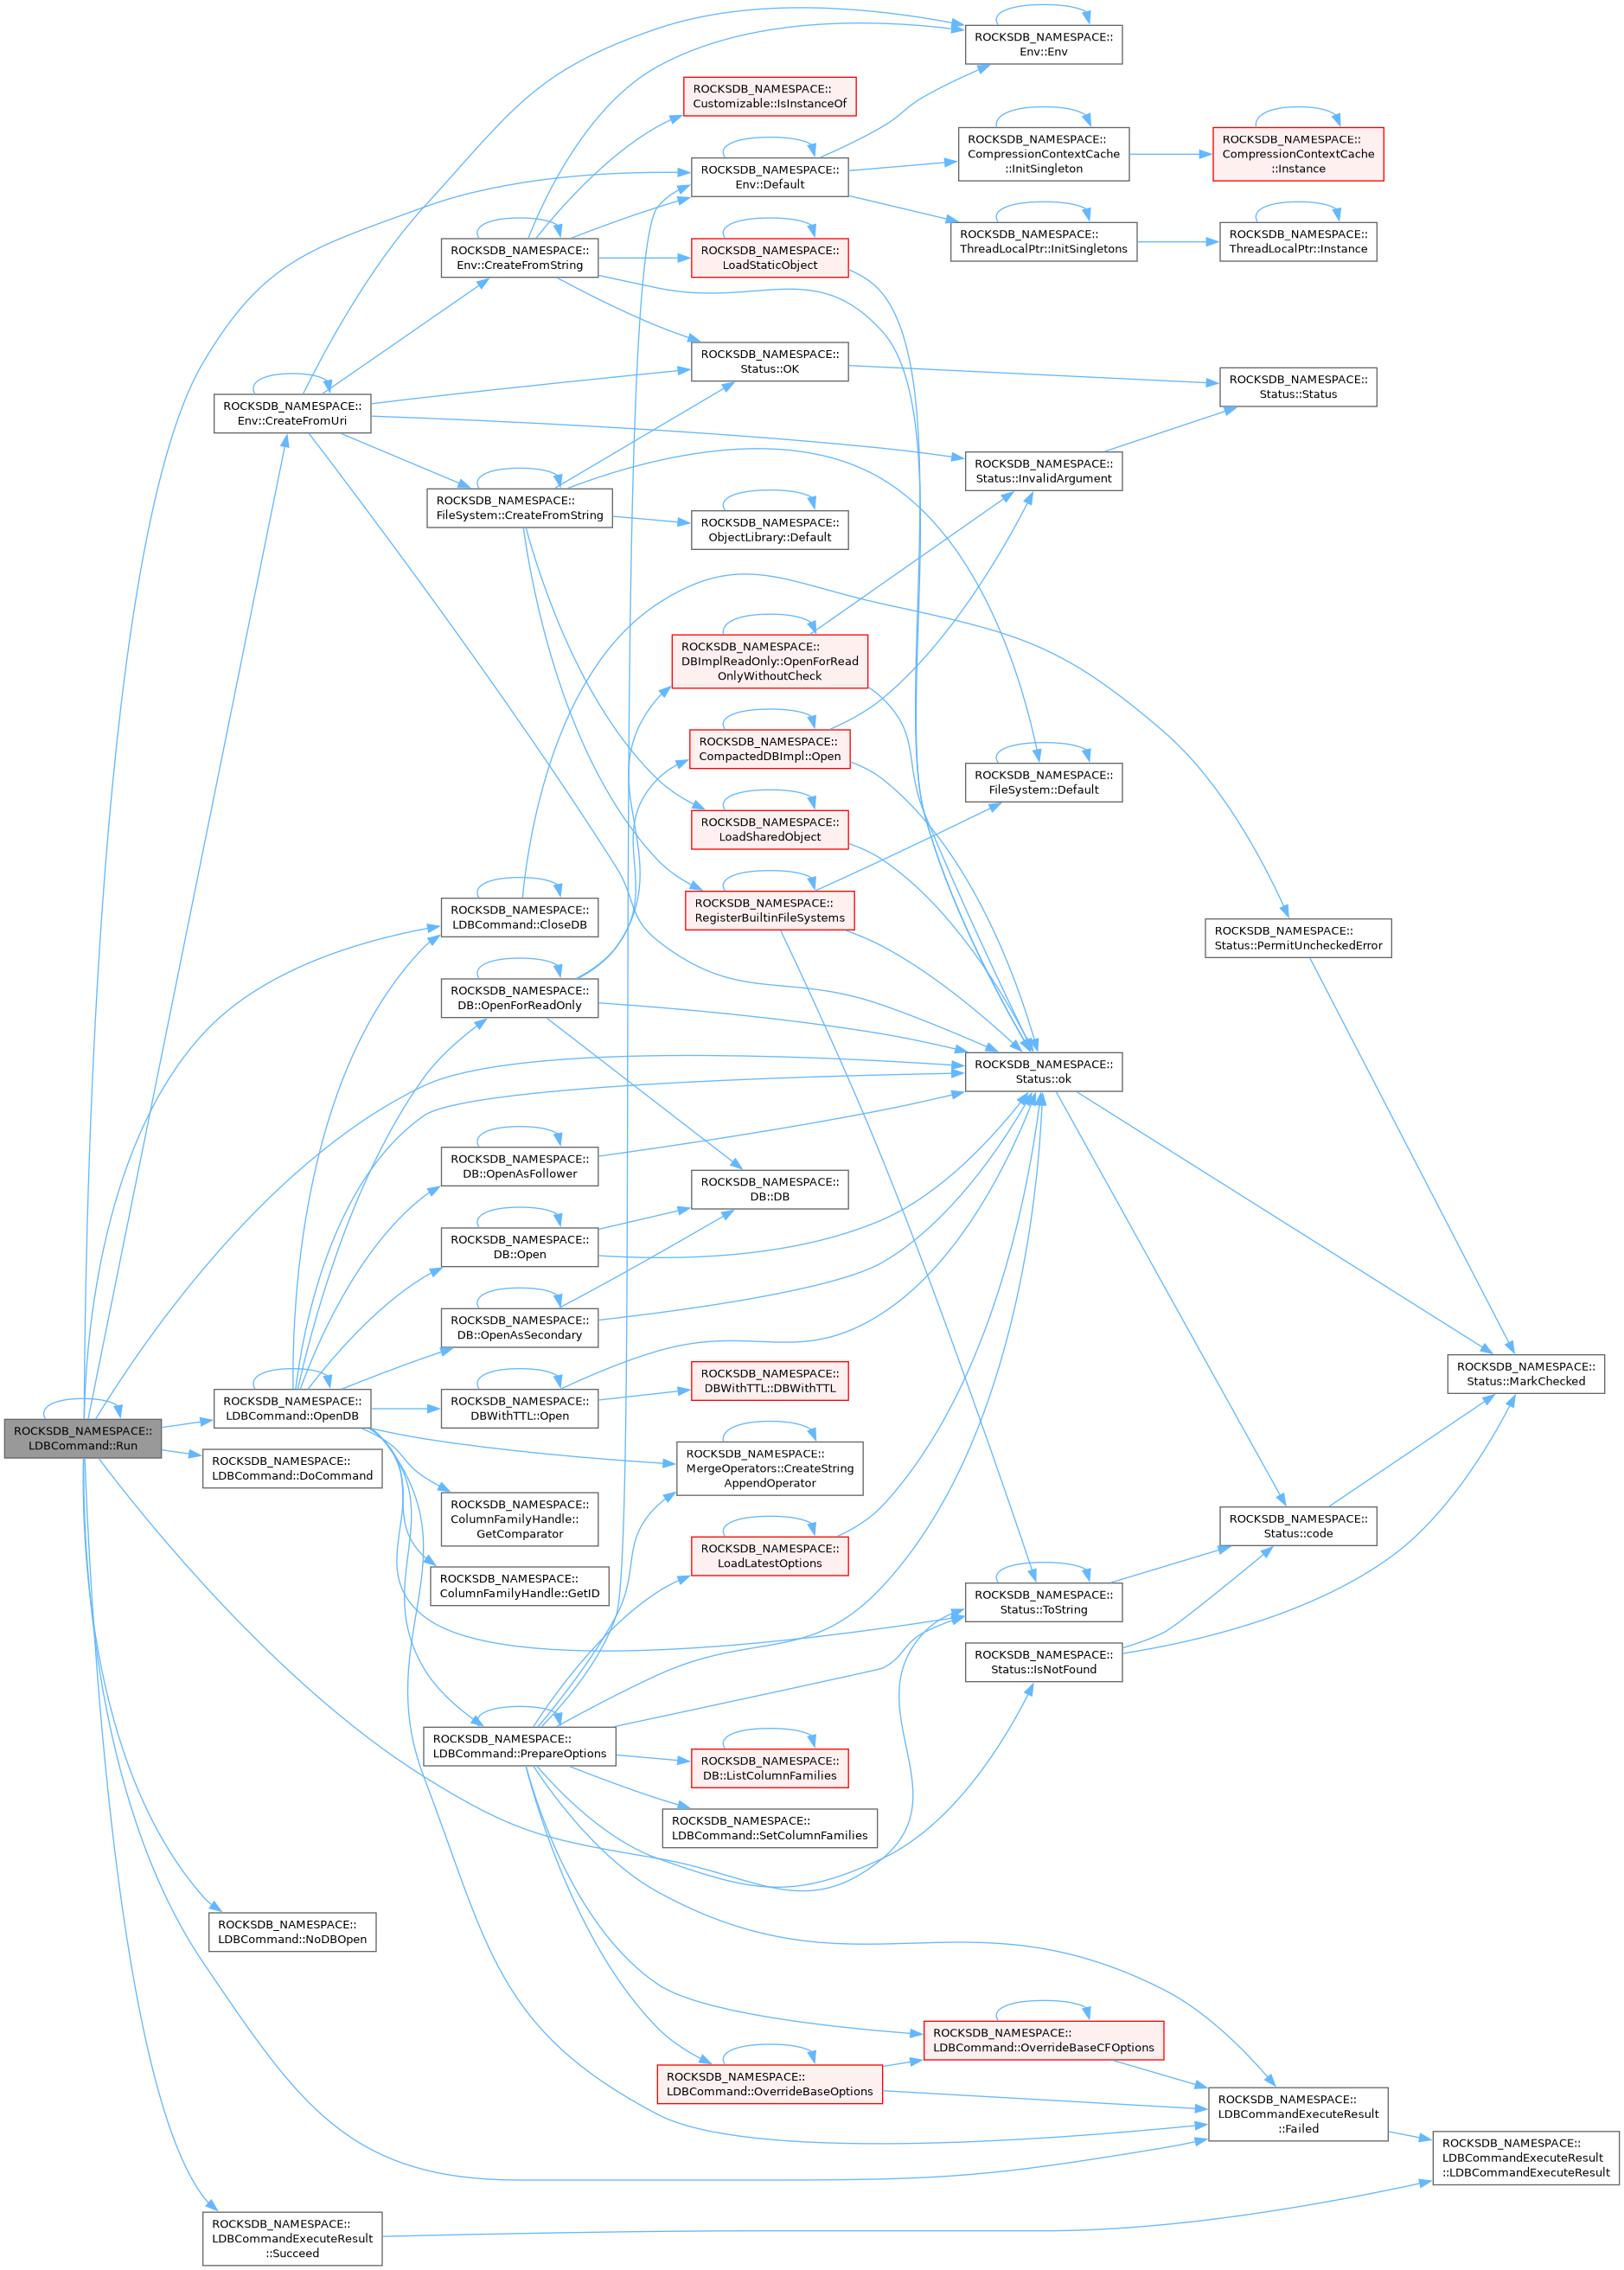 ROCKSDB_NAMESPACE::
Env::Env
ROCKSDB_NAMESPACE::
Customizable::IsInstanceOf
ROCKSDB_NAMESPACE::
CompressionContextCache
::InitSingleton
ROCKSDB_NAMESPACE::
CompressionContextCache
::Instance
ROCKSDB_NAMESPACE::
Env::Default
ROCKSDB_NAMESPACE::
ThreadLocalPtr::InitSingletons
ROCKSDB_NAMESPACE::
ThreadLocalPtr::Instance
ROCKSDB_NAMESPACE::
Env::CreateFromString
ROCKSDB_NAMESPACE::
LoadStaticObject
ROCKSDB_NAMESPACE::
Status::OK
ROCKSDB_NAMESPACE::
Status::Status
ROCKSDB_NAMESPACE::
Env::CreateFromUri
ROCKSDB_NAMESPACE::
Status::InvalidArgument
ROCKSDB_NAMESPACE::
FileSystem::CreateFromString
ROCKSDB_NAMESPACE::
ObjectLibrary::Default
ROCKSDB_NAMESPACE::
DBImplReadOnly::OpenForRead
OnlyWithoutCheck
ROCKSDB_NAMESPACE::
CompactedDBImpl::Open
ROCKSDB_NAMESPACE::
FileSystem::Default
ROCKSDB_NAMESPACE::
LoadSharedObject
ROCKSDB_NAMESPACE::
RegisterBuiltinFileSystems
ROCKSDB_NAMESPACE::
LDBCommand::CloseDB
ROCKSDB_NAMESPACE::
Status::PermitUncheckedError
ROCKSDB_NAMESPACE::
DB::OpenForReadOnly
ROCKSDB_NAMESPACE::
Status::ok
ROCKSDB_NAMESPACE::
DB::OpenAsFollower
ROCKSDB_NAMESPACE::
DB::DB
ROCKSDB_NAMESPACE::
DB::Open
ROCKSDB_NAMESPACE::
DB::OpenAsSecondary
ROCKSDB_NAMESPACE::
DBWithTTL::DBWithTTL
ROCKSDB_NAMESPACE::
Status::MarkChecked
ROCKSDB_NAMESPACE::
LDBCommand::OpenDB
ROCKSDB_NAMESPACE::
DBWithTTL::Open
ROCKSDB_NAMESPACE::
LDBCommand::Run
ROCKSDB_NAMESPACE::
LDBCommand::DoCommand
ROCKSDB_NAMESPACE::
MergeOperators::CreateString
AppendOperator
ROCKSDB_NAMESPACE::
ColumnFamilyHandle::
GetComparator
ROCKSDB_NAMESPACE::
Status::code
ROCKSDB_NAMESPACE::
LoadLatestOptions
ROCKSDB_NAMESPACE::
ColumnFamilyHandle::GetID
ROCKSDB_NAMESPACE::
Status::ToString
ROCKSDB_NAMESPACE::
Status::IsNotFound
ROCKSDB_NAMESPACE::
LDBCommand::PrepareOptions
ROCKSDB_NAMESPACE::
DB::ListColumnFamilies
ROCKSDB_NAMESPACE::
LDBCommand::SetColumnFamilies
ROCKSDB_NAMESPACE::
LDBCommand::NoDBOpen
ROCKSDB_NAMESPACE::
LDBCommand::OverrideBaseCFOptions
ROCKSDB_NAMESPACE::
LDBCommand::OverrideBaseOptions
ROCKSDB_NAMESPACE::
LDBCommandExecuteResult
::Failed
ROCKSDB_NAMESPACE::
LDBCommandExecuteResult
::LDBCommandExecuteResult
ROCKSDB_NAMESPACE::
LDBCommandExecuteResult
::Succeed